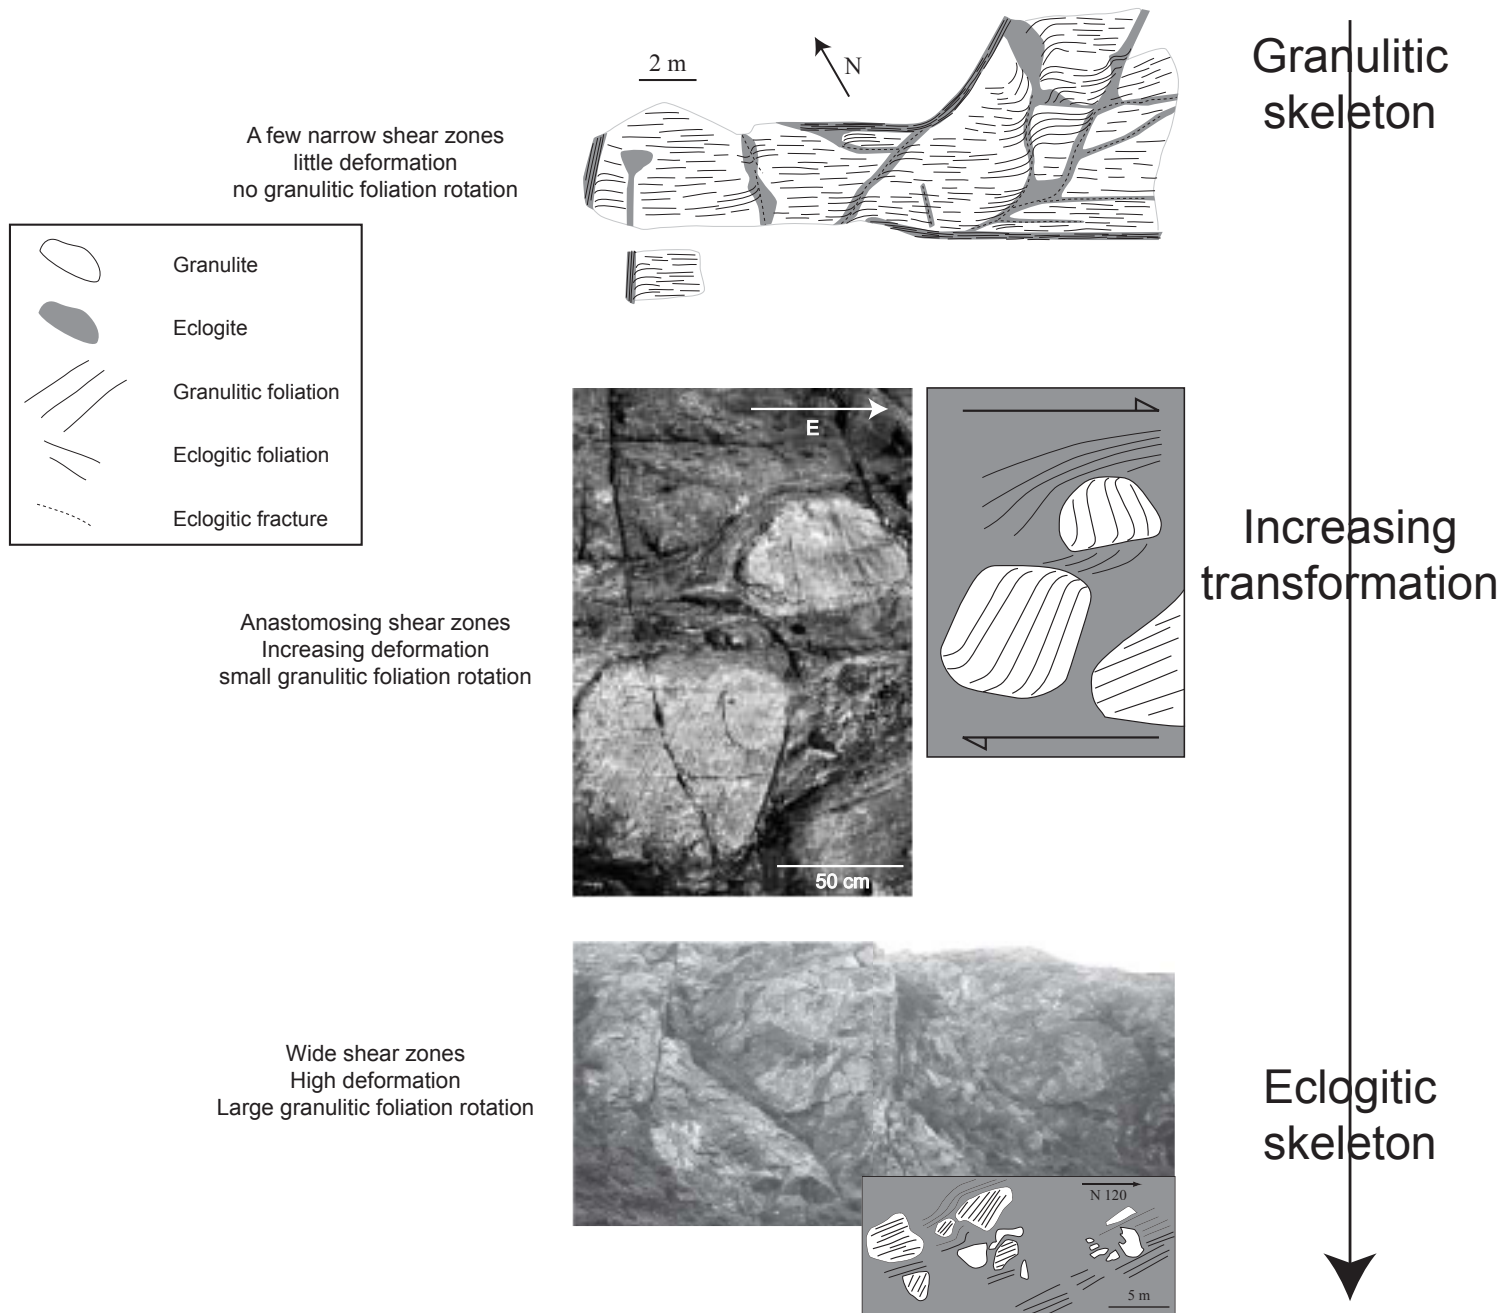 Granulitic
skeleton
2 m
N
A few narrow shear zones
little deformation
no granulitic foliation rotation
Granulite
Eclogite
Granulitic foliation
Eclogitic foliation
Eclogitic fracture
E
50 cm
Increasing
transformation
Anastomosing shear zones
Increasing deformation
small granulitic foliation rotation
Wide shear zones
High deformation
Large granulitic foliation rotation
Eclogitic
skeleton
N 120
5 m